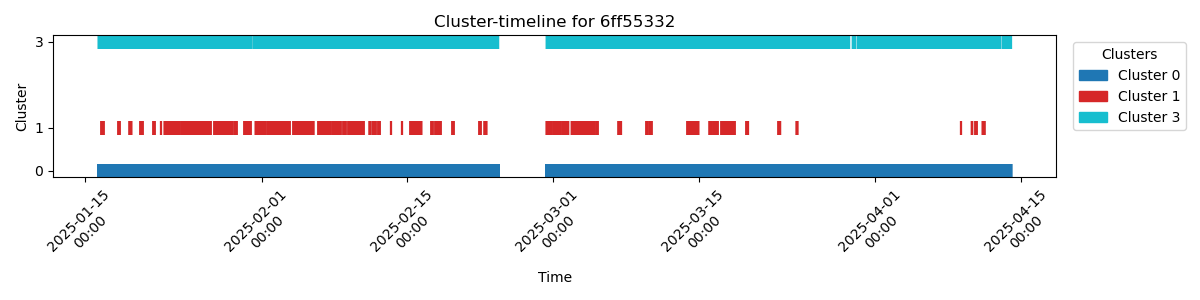 Cluster-timeline for 6ff55332
Cluster
3
1
0
2025-01-15
00:00
2025-02-01
00:00
2025-02-15
00:00
2025-03-01
00:00
2025-03-15
00:00
2025-04-01
00:00
2025-04-15
00:00
Time
Clusters
Cluster 0
Cluster 1
Cluster 3